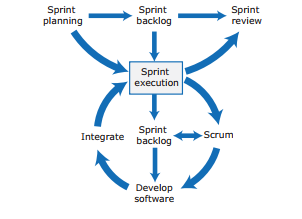 Sprint planning
Sprint backlog
Sprint review
Sprint execution
Integrate
Sprint backlog
Scrum
Develop software